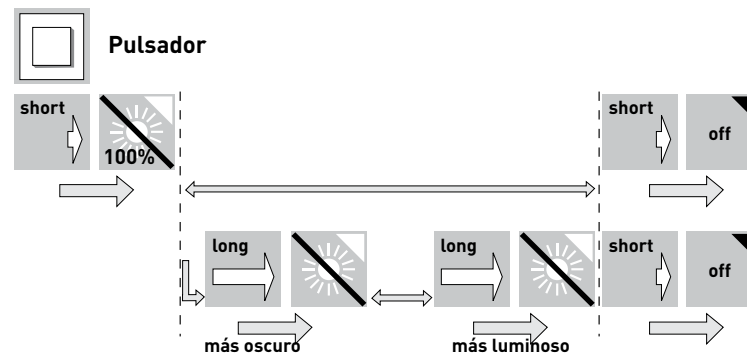 Pulsador
short
100%
short
off
long
long
short
off
más oscuro
más luminoso